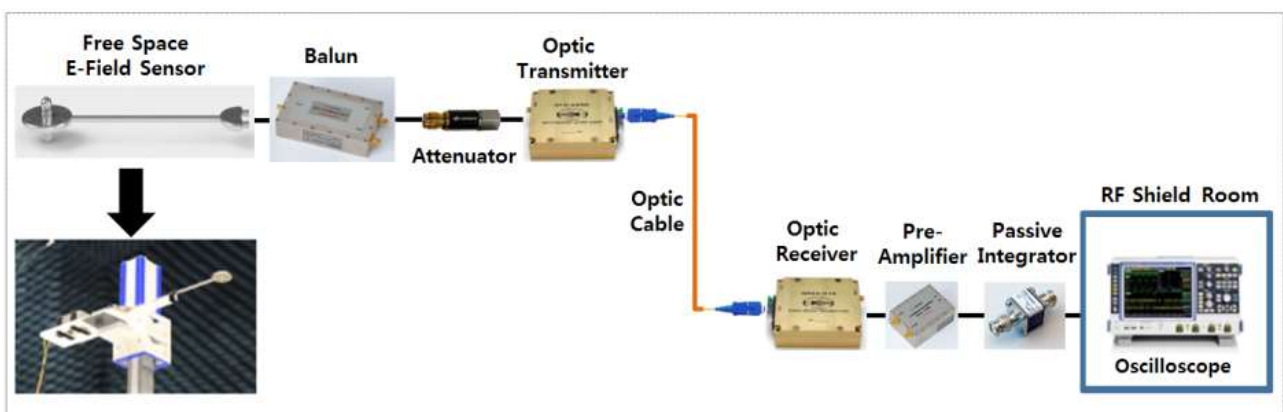 Free Space
E-Field Sensor
Balun
Attenuator
Optic
Transmitter
Optic
Cable
Optic
Receiver
Pre-
Amplifier
Passive
Integrator
RF Shield Room
Oscilloscope